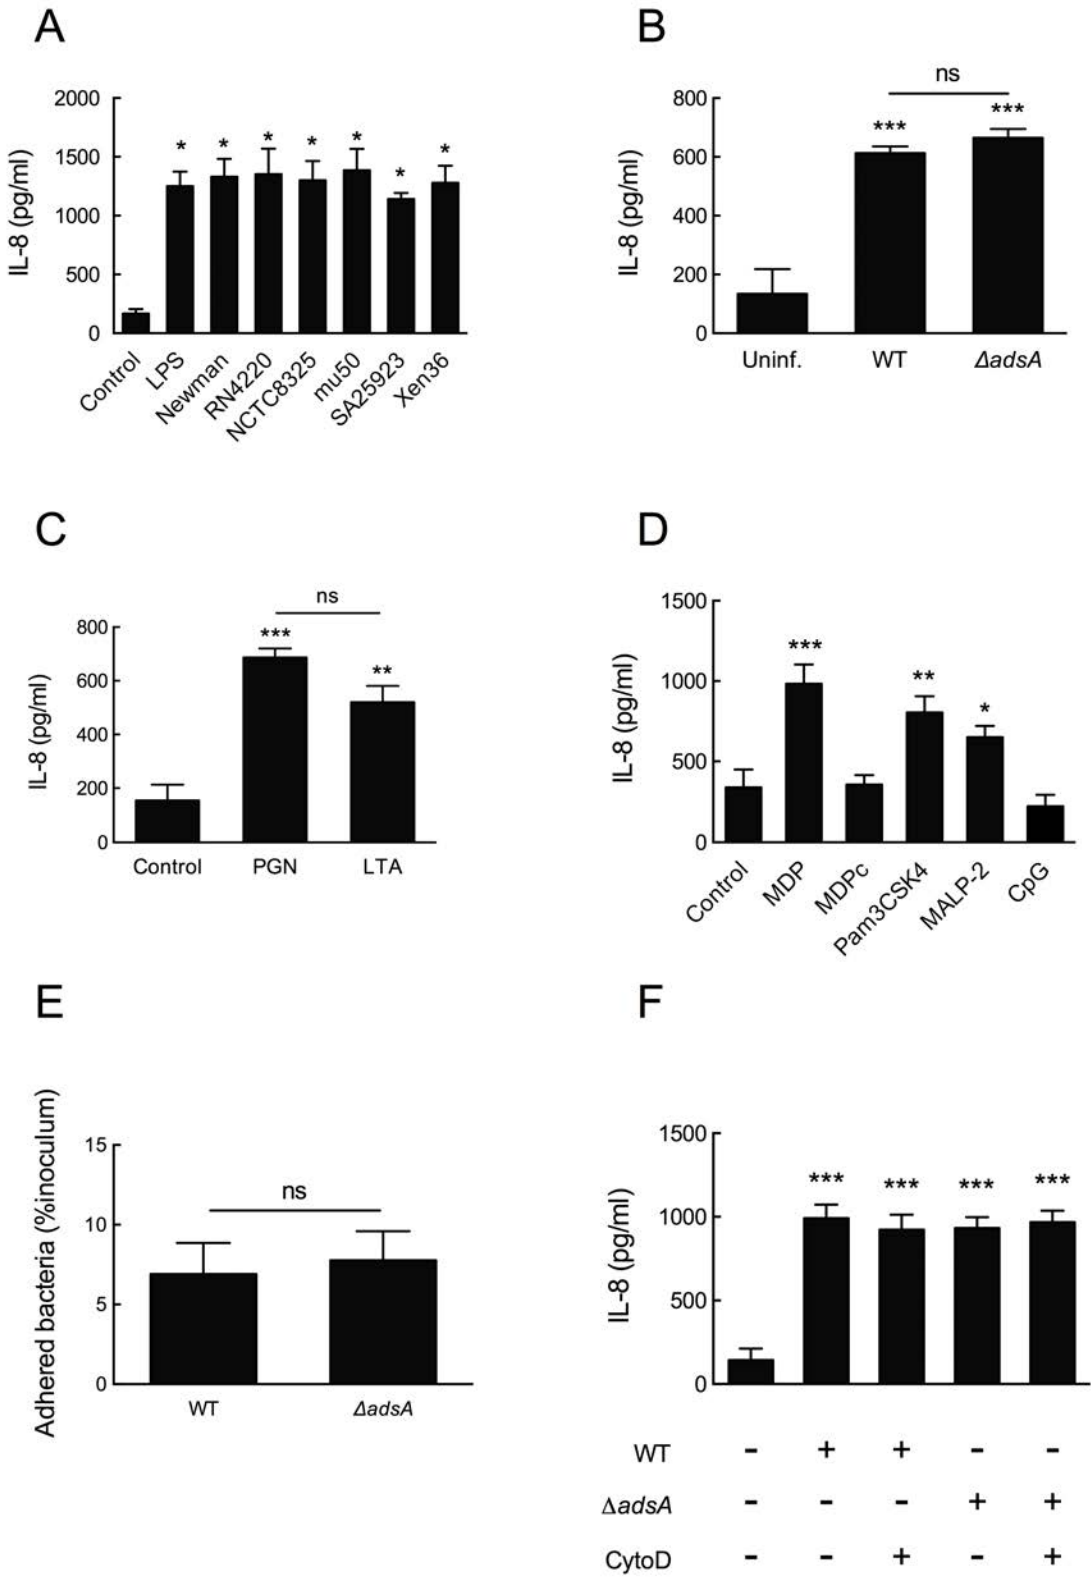 A
2000
1500
1000
500
0
IL-8 (pg/ml)
* * * * * * *
Control
LPS
Newman
RN4220
NCTC8325
mu50
SA25923
Xen36
B
ns
*** ***
800
600
400
200
0
IL-8 (pg/ml)
Uninf. WT ΔadsA
C
ns
*** **
800
600
400
200
0
IL-8 (pg/ml)
Control PGN LTA
D
1500
1000
500
0
IL-8 (pg/ml)
*** ** *
Control
MDP
MDPc
Pam3CSK4
MALP-2
CpG
E
15
10
5
0
Adhered bacteria (%inoculum)
ns
WT ΔadsA
F
1500
1000
500
0
IL-8 (pg/ml)
*** *** *** ***
WT - + + - -
ΔadsA - - - + +
CytoD - - + - +